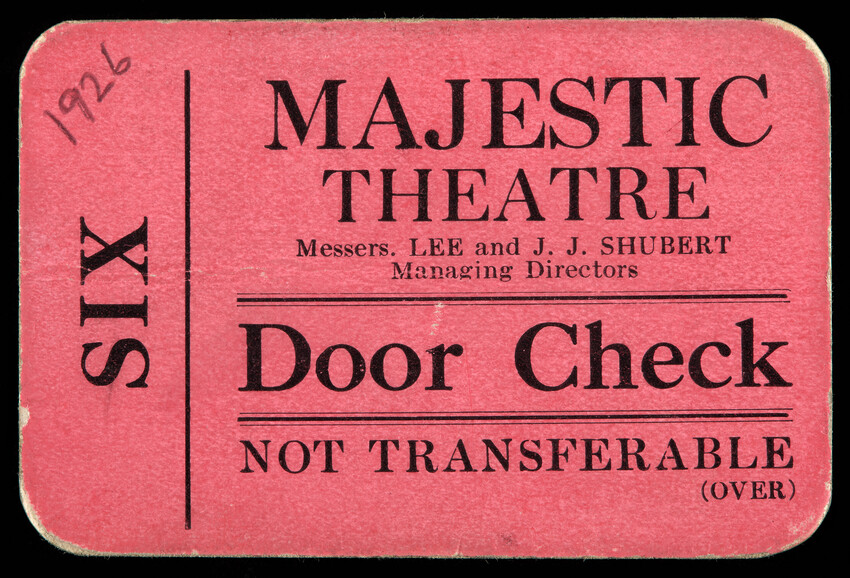 1926
SIX
MAJESTIC
THEATRE
Messers. LEE and J. J. SHUBERT
Managing Directors
Door Check
NOT TRANSFERABLE
(OVER)